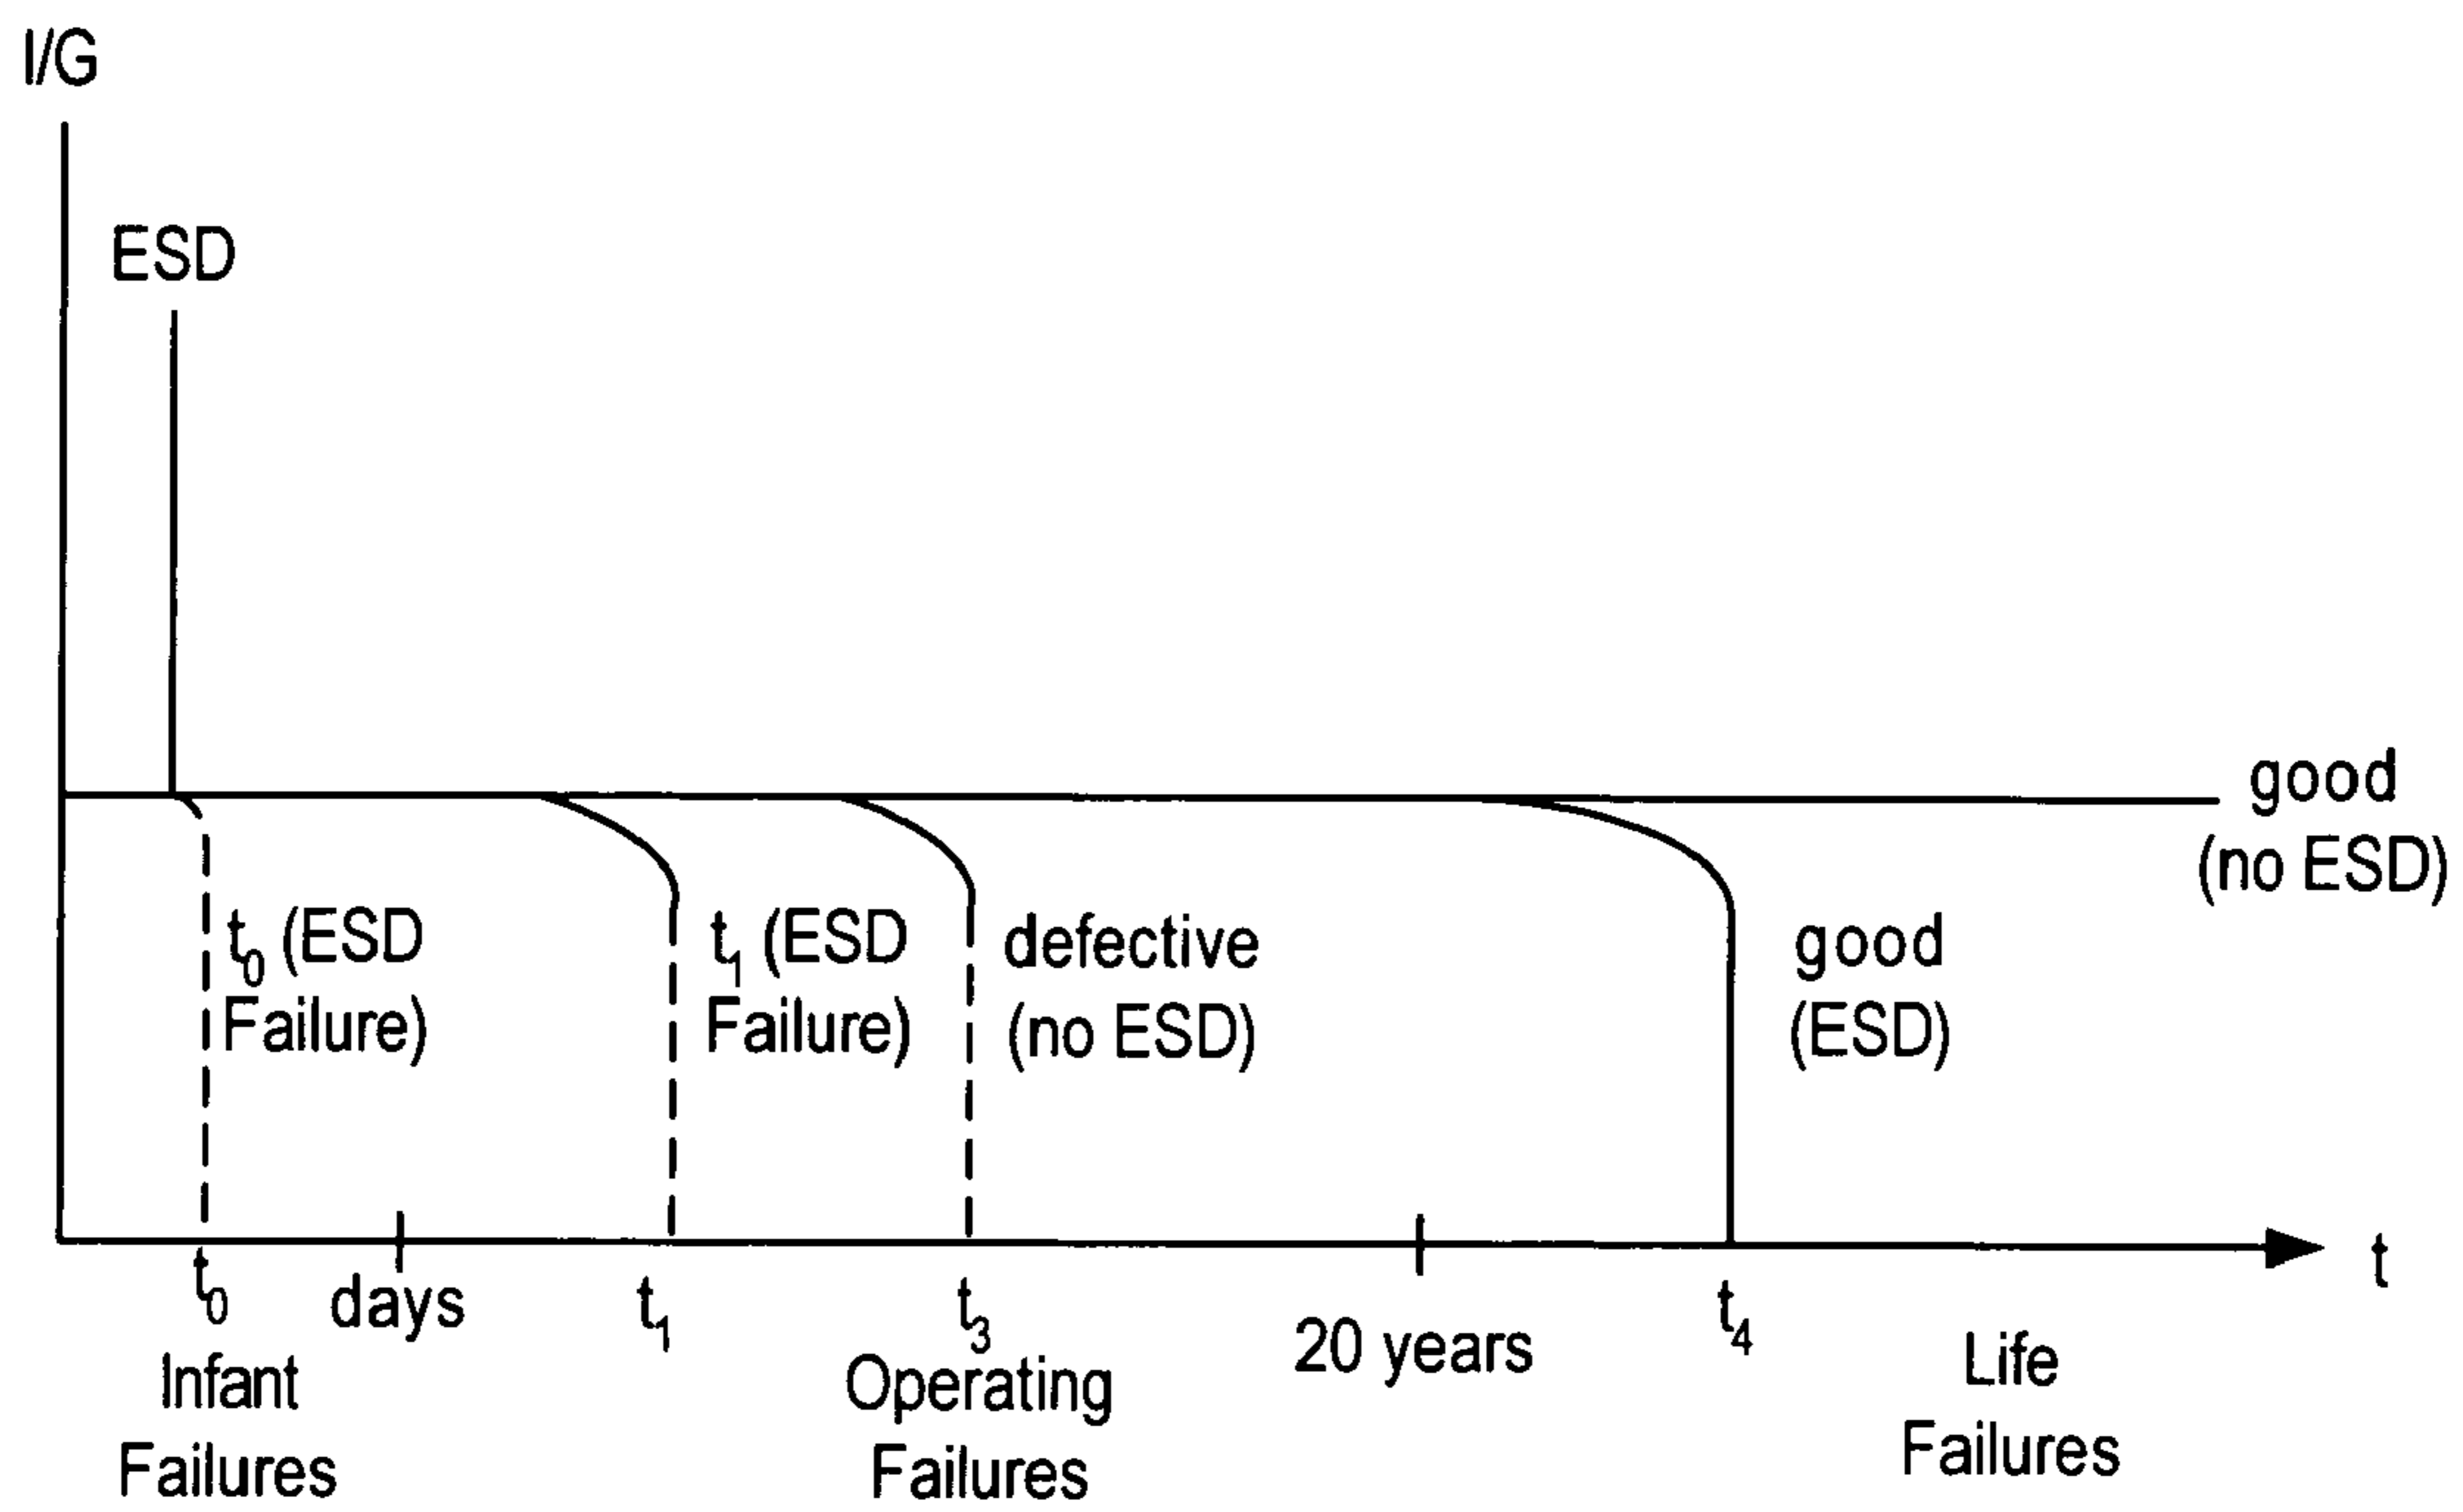 I/G
ESD
good
(no ESD)
t0 (ESD
Failure)
t1 (ESD
Failure)
defective
(no ESD)
good
(ESD)
t0
days
t1
t3
20 years
t4
t
Infant
Failures
Operating
Failures
Life
Failures